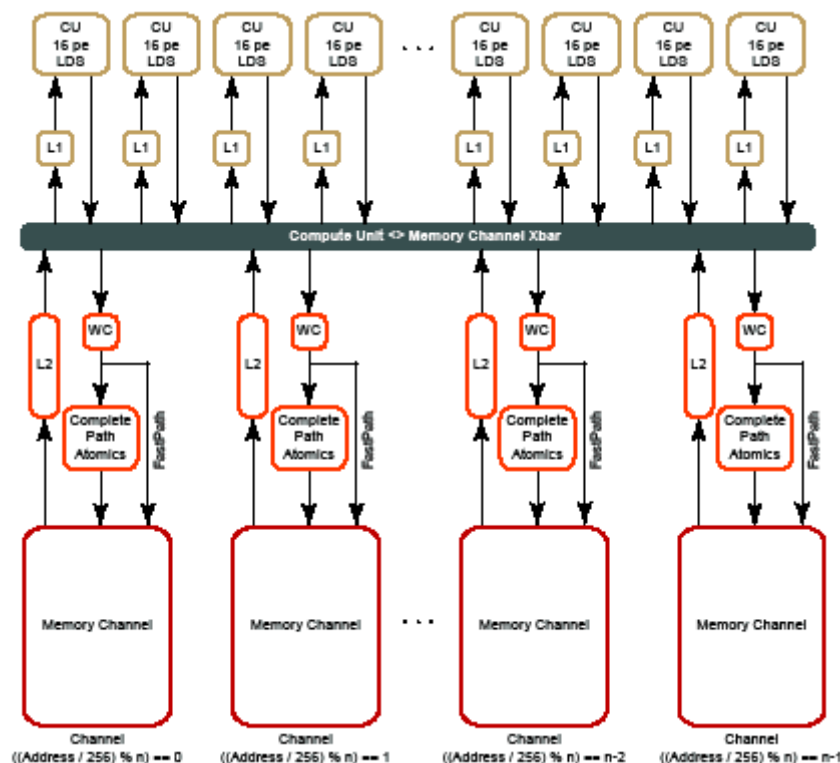 CU
16 pe
LDS
CU
16 pe
LDS
CU
16 pe
LDS
CU
16 pe
LDS
. . .
CU
16 pe
LDS
CU
16 pe
LDS
CU
16 pe
LDS
CU
16 pe
LDS
L1
L1
L1
L1
L1
L1
L1
L1
Compute Unit <> Memory Channel Xbar
L2
WC
Complete
Path
Atomics
FastPath
L2
WC
Complete
Path
Atomics
FastPath
L2
WC
Complete
Path
Atomics
FastPath
L2
WC
Complete
Path
Atomics
FastPath
Memory Channel
Memory Channel
. . .
Memory Channel
Memory Channel
Channel
((Address / 256) % n) == 0
Channel
((Address / 256) % n) == 1
Channel
((Address / 256) % n) == n-2
Channel
((Address / 256) % n) == n-1